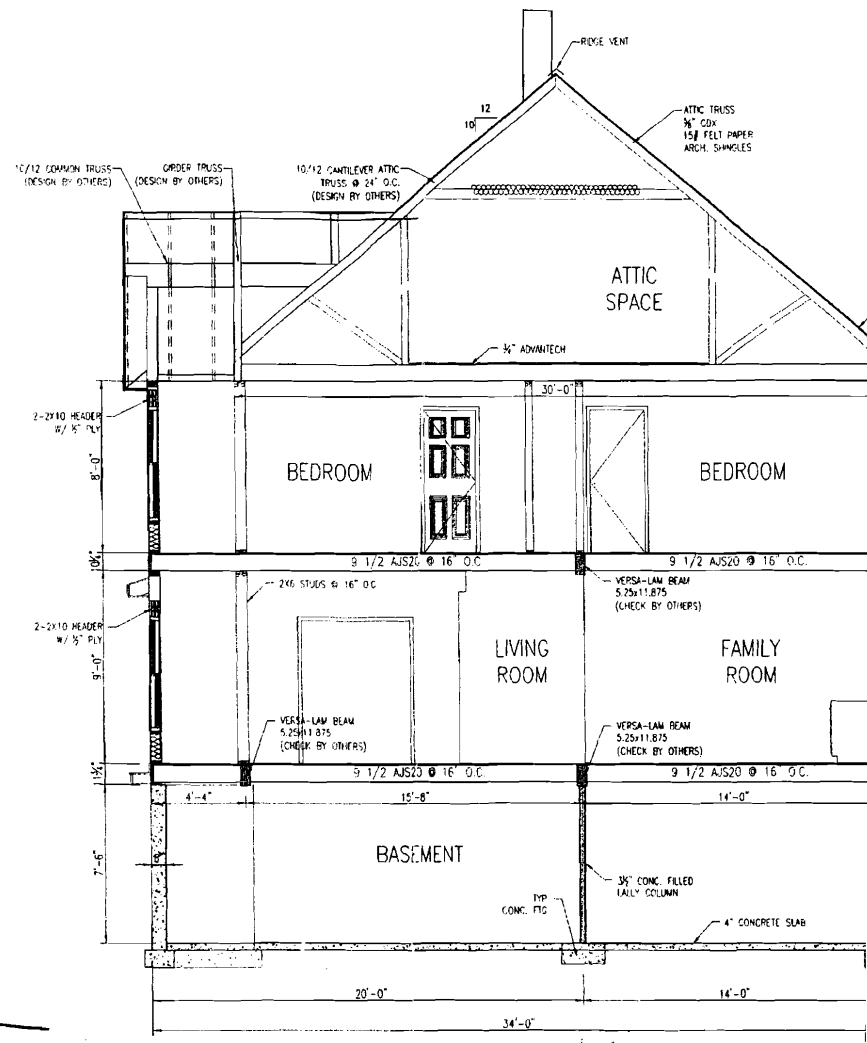 RIDGE VENT
12
10
ATTIC TRUSS
⅝" CDX
15# FELT PAPER
ARCH. SHINGLES
10/12 COMMON TRUSS
(DESIGN BY OTHERS)
GIRDER TRUSS
(DESIGN BY OTHERS)
10/12 CANTILEVER ATTIC
TRUSS @ 24" O.C.
(DESIGN BY OTHERS)
ATTIC
SPACE
¾" ADVANTECH
30'-0"
2-2X10 HEADER
W/ ½" PLY
8'-0"
BEDROOM
BEDROOM
9 1/2 AJS20 @ 16" O.C
9 1/2 AJS20 @ 16" O.C.
2X6 STUDS @ 16" O.C
VERSA-LAM BEAM
5.25x11.875
(CHECK BY OTHERS)
2-2X10 HEADER
W/ ½" PLY
9'-0"
LIVING
ROOM
FAMILY
ROOM
VERSA-LAM BEAM
5.25x11.875
(CHECK BY OTHERS)
VERSA-LAM BEAM
5.25x11.875
(CHECK BY OTHERS)
9 1/2 AJS20 @ 16" O.C.
9 1/2 AJS20 @ 16" O.C.
4'-4"
15'-8"
14'-0"
7'-6"
BASEMENT
3½" CONC. FILLED
LALLY COLUMN
TYP
CONC. FTG
4" CONCRETE SLAB
20'-0"
14'-0"
34'-0"